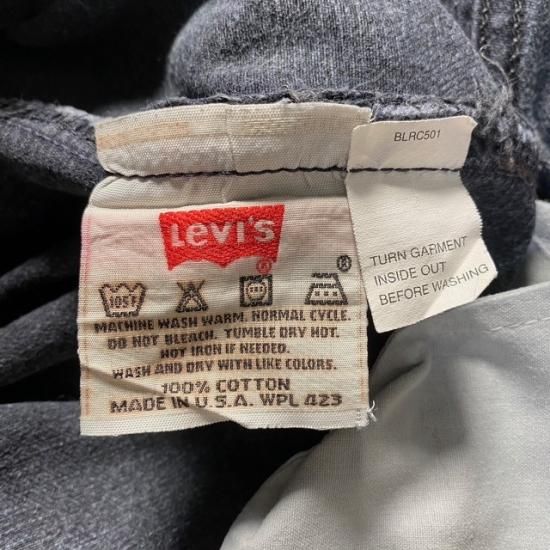 BLRC501
TURN GARMENT
INSIDE OUT
BEFORE WASHING
Levi's
®
®
105F
MACHINE WASH WARM. NORMAL CYCLE.
DO NOT BLEACH. TUMBLE DRY HOT.
HOT IRON IF NEEDED.
WASH AND DRY WITH LIKE COLORS.
100% COTTON
MADE IN U.S.A. WPL 423